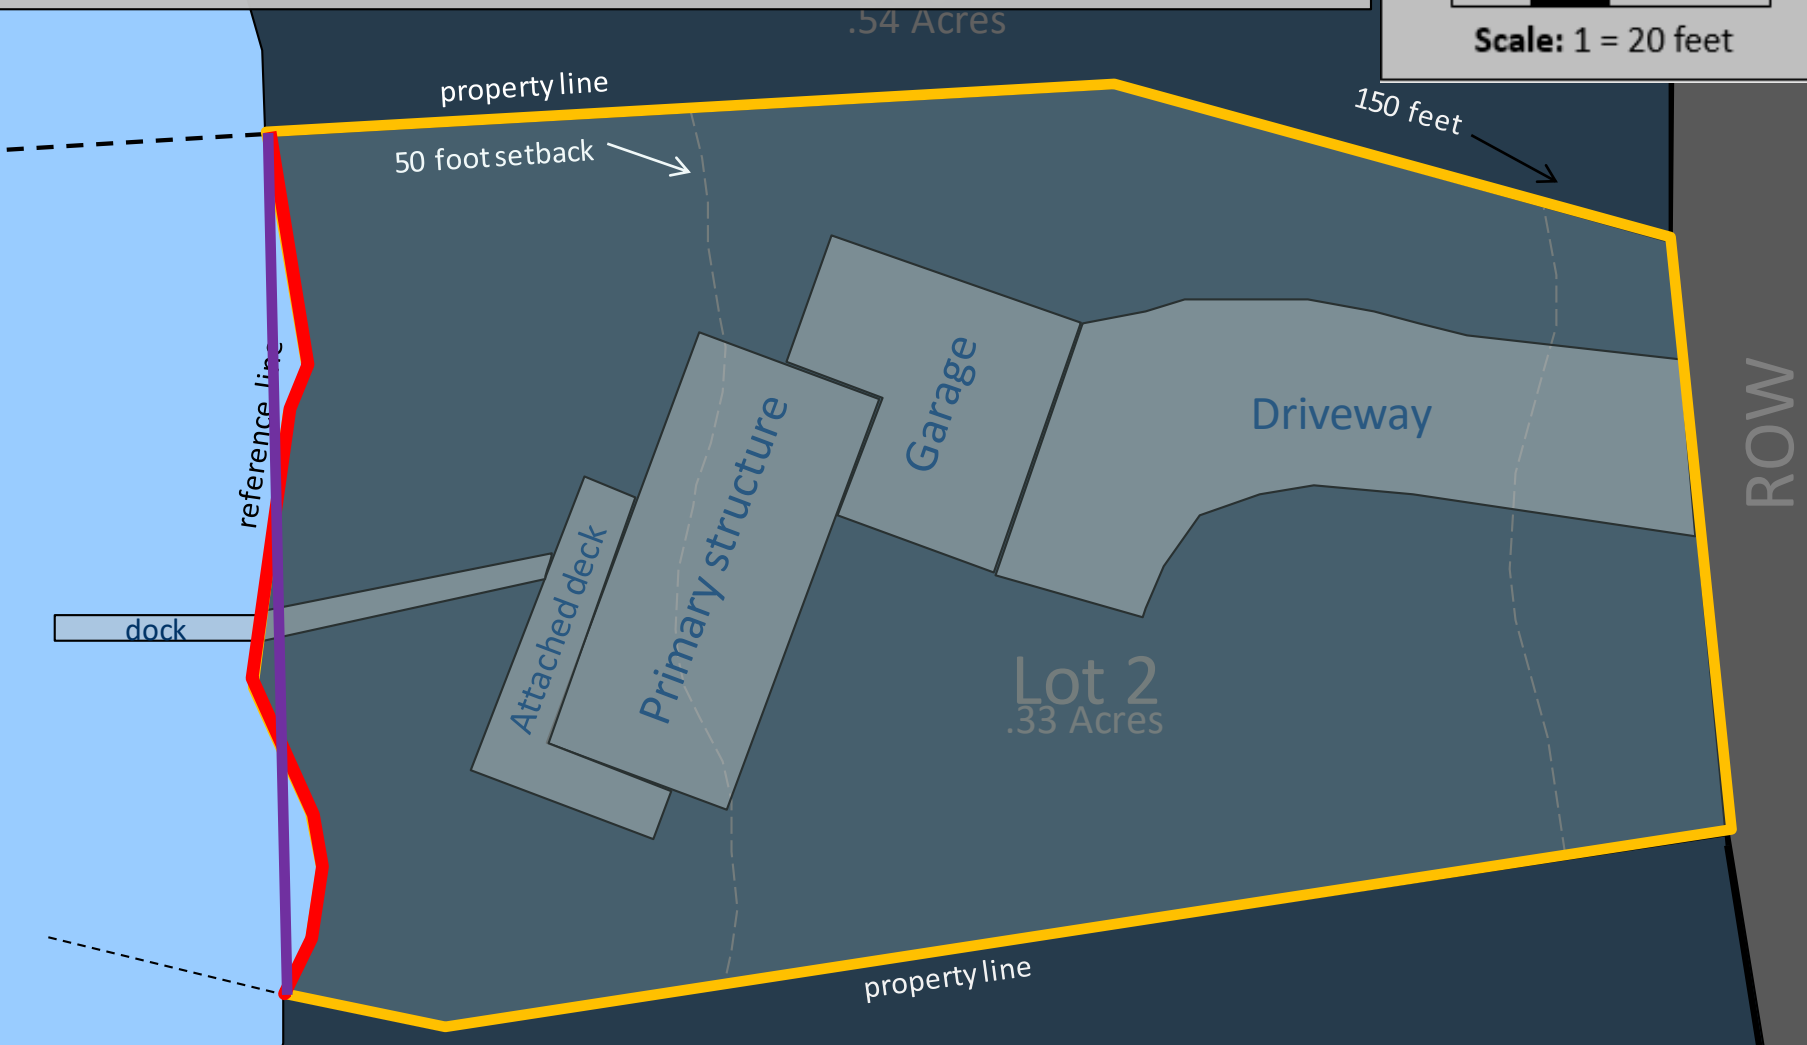 .54 Acres
Scale: 1 = 20 feet
property line
150 feet
50 foot setback
reference line
Garage
Driveway
ROW
Primary structure
Attached deck
dock
Lot 2
.33 Acres
property line